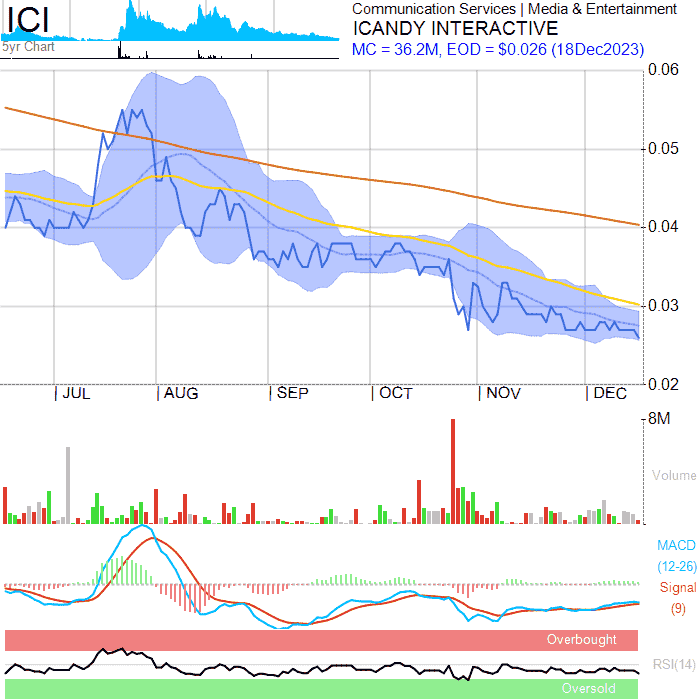 ICI
5yr Chart
Communication Services | Media & Entertainment
ICANDY INTERACTIVE
MC = 36.2M, EOD = $0.026 (18Dec2023)
0.06
0.05
0.04
0.03
0.02
| JUL | AUG | SEP | OCT | NOV | DEC
8M
Volume
MACD
(12-26)
Signal
(9)
Overbought
RSI(14)
Oversold